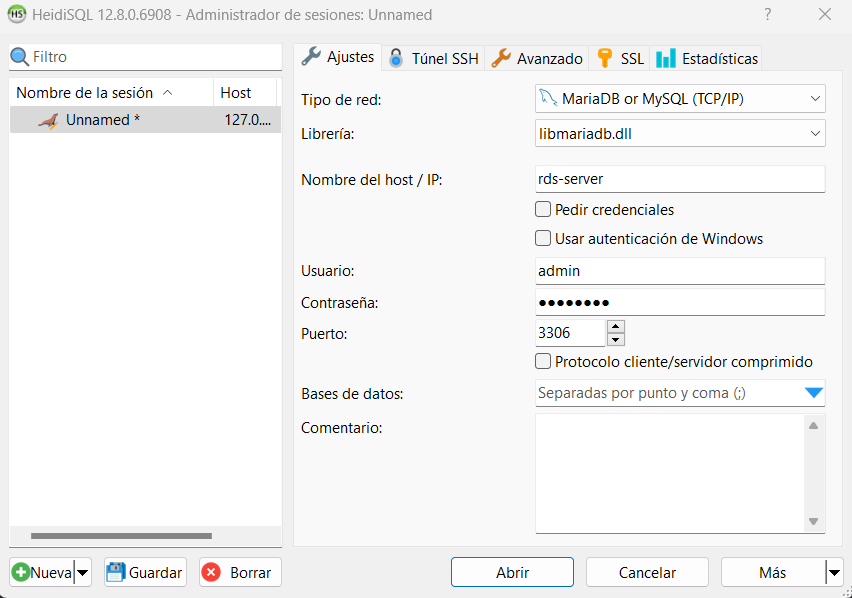 HeidiSQL 12.8.0.6908 - Administrador de sesiones: Unnamed
Filtro
Nombre de la sesión Host
Unnamed * 127.0....
Ajustes Túnel SSH Avanzado SSL Estadísticas
Tipo de red: MariaDB or MySQL (TCP/IP)
Librería: libmariadb.dll
Nombre del host / IP: rds-server
Pedir credenciales
Usar autenticación de Windows
Usuario: admin
Contraseña: ●●●●●●●●
Puerto: 3306
Protocolo cliente/servidor comprimido
Bases de datos: Separadas por punto y coma (;)
Comentario:
Nueva Guardar Borrar Abrir Cancelar Más